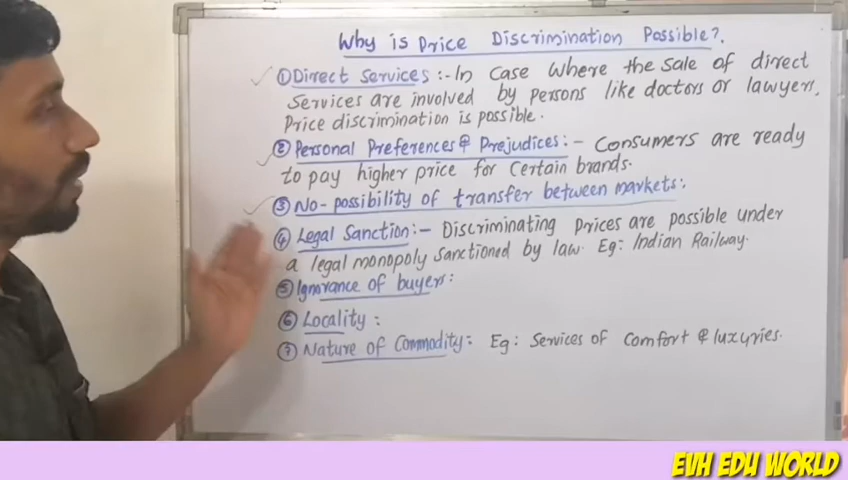 Why is Price Discrimination Possible?.
① Direct Services :- In case where the sale of direct
services are involved by persons like doctors or lawyers,
Price discrimination is possible.
② Personal Preferences & Prejudices :- Consumers are ready
to pay higher price for certain brands.
③ No-possibility of transfer between markets:
④ Legal Sanction :- Discriminating prices are possible under
a legal monopoly sanctioned by law. Eg: Indian Railway.
⑤ Ignorance of buyers :
⑥ Locality :
⑦ Nature of Commodity : Eg : Services of comfort & luxuries.
EVH EDU WORLD